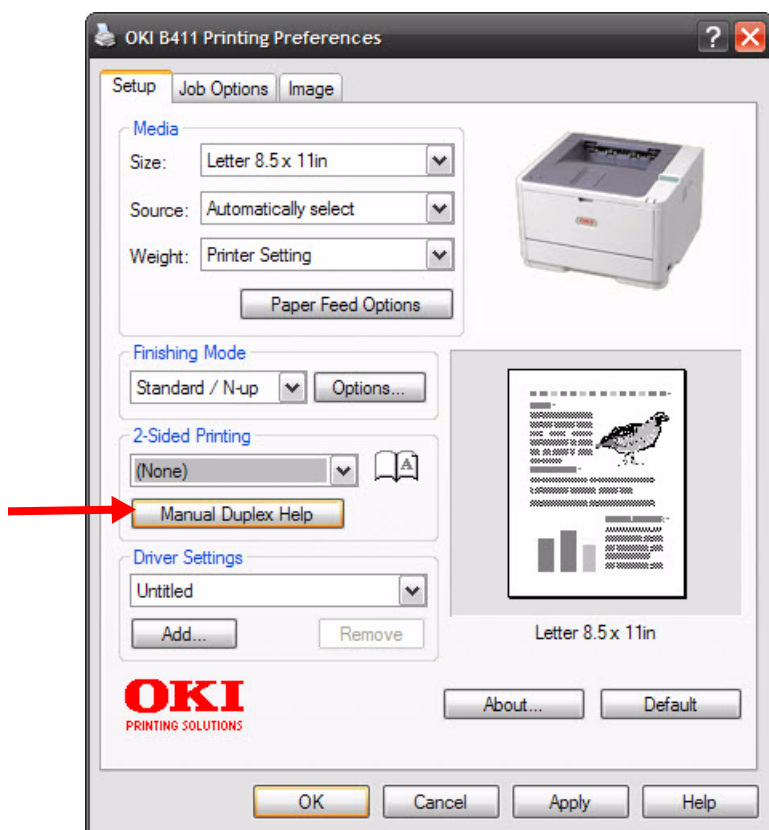 OKI B411 Printing Preferences
Setup Job Options Image
Media
Size: Letter 8.5 x 11in
Source: Automatically select
Weight: Printer Setting
Paper Feed Options
Finishing Mode
Standard / N-up Options...
2-Sided Printing
(None) A
Manual Duplex Help
Driver Settings
Untitled
Add... Remove
Letter 8.5 x 11in
OKI
PRINTING SOLUTIONS
About... Default
OK Cancel Apply Help